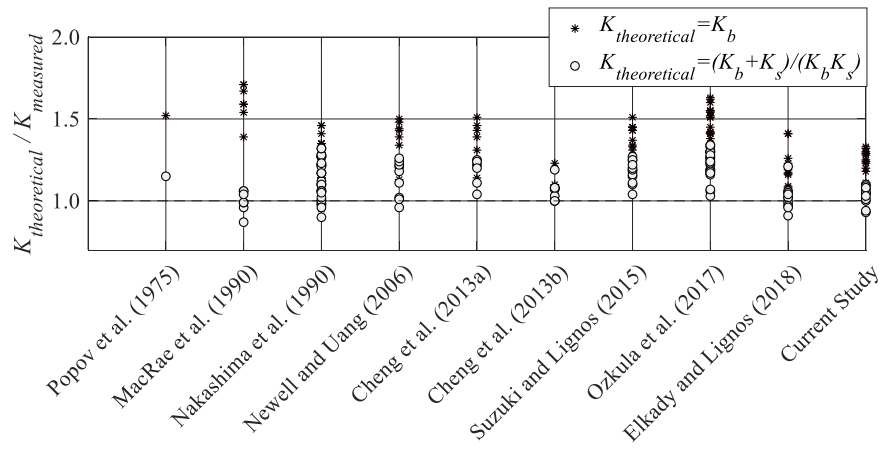 K_theoretical=K_b
K_theoretical=(K_b+K_s)/(K_bK_s)
K_theoretical / K_measured
2.0
1.5
1.0
Popov et al. (1975)
MacRae et al. (1990)
Nakashima et al. (1990)
Newell and Uang (2006)
Cheng et al. (2013a)
Cheng et al. (2013b)
Suzuki and Lignos (2015)
Ozkula et al. (2017)
Elkady and Lignos (2018)
Current Study